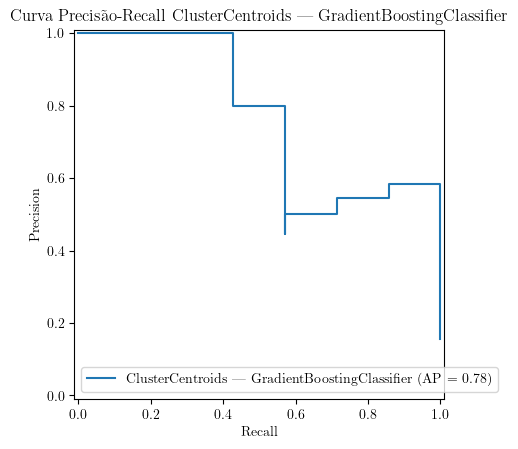 Curva Precisão-Recall ClusterCentroids — GradientBoostingClassifier
1.0
0.8
0.6
0.4
0.2
0.0
Precision
ClusterCentroids — GradientBoostingClassifier (AP = 0.78)
0.0 0.2 0.4 0.6 0.8 1.0
Recall